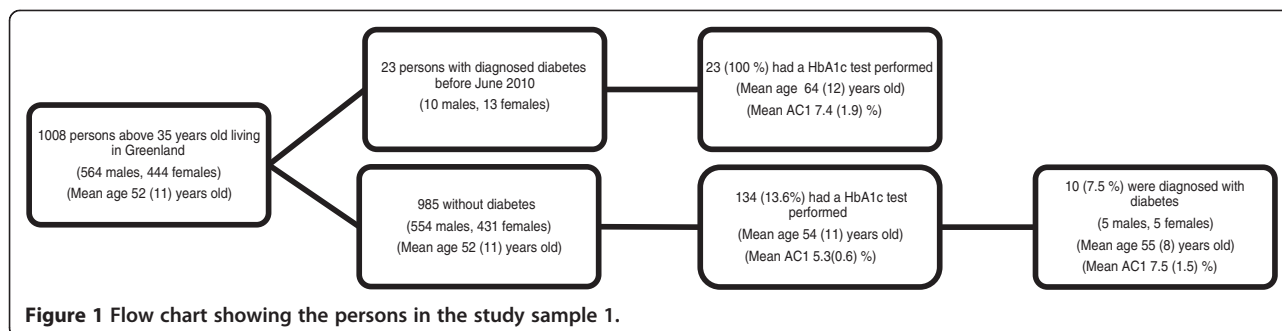 1008 persons above 35 years old living
in Greenland
(564 males, 444 females)
(Mean age 52 (11) years old)
23 persons with diagnosed diabetes
before June 2010
(10 males, 13 females)
23 (100 %) had a HbA1c test performed
(Mean age 64 (12) years old)
(Mean AC1 7.4 (1.9) %)
985 without diabetes
(554 males, 431 females)
(Mean age 52 (11) years old)
134 (13.6%) had a HbA1c test
performed
(Mean age 54 (11) years old)
(Mean AC1 5.3(0.6) %)
10 (7.5 %) were diagnosed with
diabetes
(5 males, 5 females)
(Mean age 55 (8) years old)
(Mean AC1 7.5 (1.5) %)
Figure 1 Flow chart showing the persons in the study sample 1.